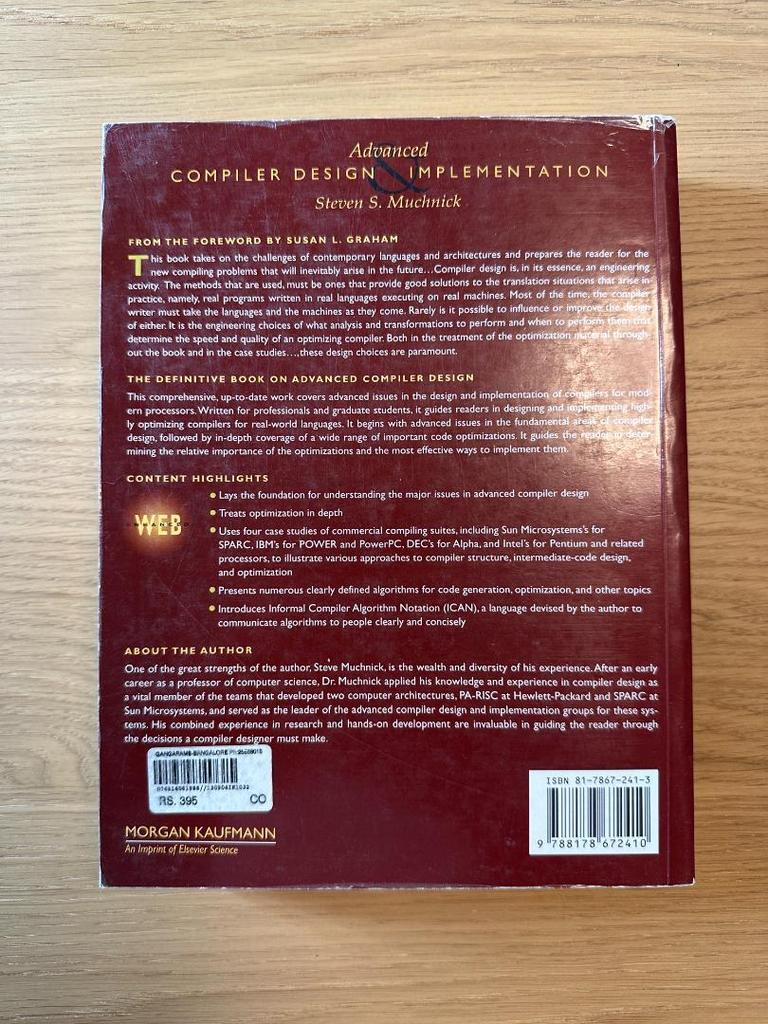 Advanced
COMPILER DESIGN & IMPLEMENTATION
Steven S. Muchnick
FROM THE FOREWORD BY SUSAN L. GRAHAM
This book takes on the challenges of contemporary languages and architectures and prepares the reader for the
new compiling problems that will inevitably arise in the future...Compiler design is, in its essence, an engineering
activity. The methods that are used, must be ones that provide good solutions to the translation situations that arise in
practice, namely, real programs written in real languages executing on real machines. Most of the time, the compiler
writer must take the languages and the machines as they come. Rarely is it possible to influence or improve the design
of either. It is the engineering choices of what analysis and transformations to perform and when to perform them that
determine the speed and quality of an optimizing compiler. Both in the treatment of the optimization material through-
out the book and in the case studies...,these design choices are paramount.
THE DEFINITIVE BOOK ON ADVANCED COMPILER DESIGN
This comprehensive, up-to-date work covers advanced issues in the design and implementation of compilers for mod-
ern processors. Written for professionals and graduate students, it guides readers in designing and implementing high-
ly optimizing compilers for real-world languages. It begins with advanced issues in the fundamental areas of compiler
design, followed by in-depth coverage of a wide range of important code optimizations. It guides the reader in deter-
mining the relative importance of the optimizations and the most effective ways to implement them.
CONTENT HIGHLIGHTS
WEB
ENHANCED
• Lays the foundation for understanding the major issues in advanced compiler design
• Treats optimization in depth
• Uses four case studies of commercial compiling suites, including Sun Microsystems's for
SPARC, IBM's for POWER and PowerPC, DEC's for Alpha, and Intel's for Pentium and related
processors, to illustrate various approaches to compiler structure, intermediate-code design,
and optimization
• Presents numerous clearly defined algorithms for code generation, optimization, and other topics
• Introduces Informal Compiler Algorithm Notation (ICAN), a language devised by the author to
communicate algorithms to people clearly and concisely
ABOUT THE AUTHOR
One of the great strengths of the author, Steve Muchnick, is the wealth and diversity of his experience. After an early
career as a professor of computer science, Dr. Muchnick applied his knowledge and experience in compiler design as
a vital member of the teams that developed two computer architectures, PA-RISC at Hewlett-Packard and SPARC at
Sun Microsystems, and served as the leader of the advanced compiler design and implementation groups for these sys-
tems. His combined experience in research and hands-on development are invaluable in guiding the reader through
the decisions a compiler designer must make.
GANGARAMS-BANGALORE
RS. 395 CO
ISBN 81-7867-241-3
9 788178 672410
MORGAN KAUFMANN
An Imprint of Elsevier Science